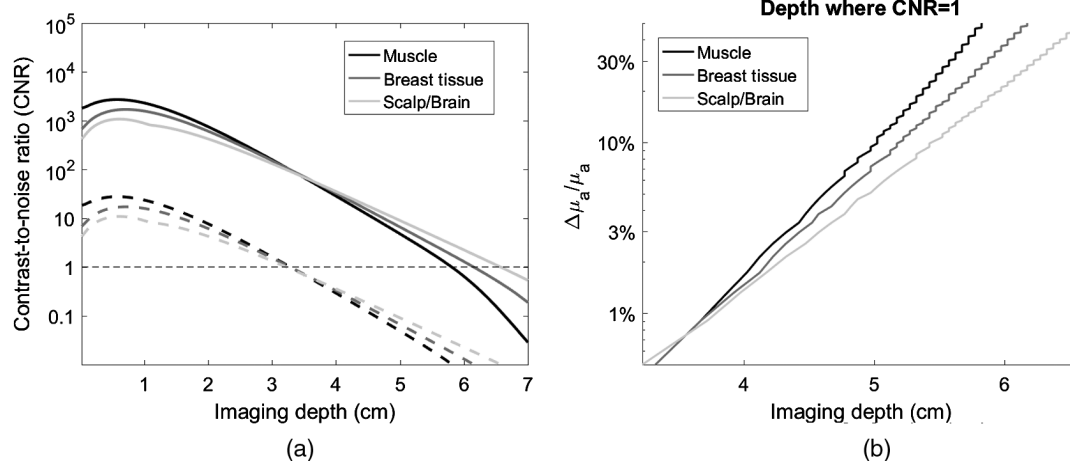 Depth where CNR=1
Contrast-to-noise ratio (CNR)
10^5
10^4
10^3
10^2
10
1
0.1
Muscle
Breast tissue
Scalp/Brain
1 2 3 4 5 6 7
Imaging depth (cm)
(a)
Δμ_a/μ_a
30%
10%
3%
1%
Muscle
Breast tissue
Scalp/Brain
4 5 6
Imaging depth (cm)
(b)